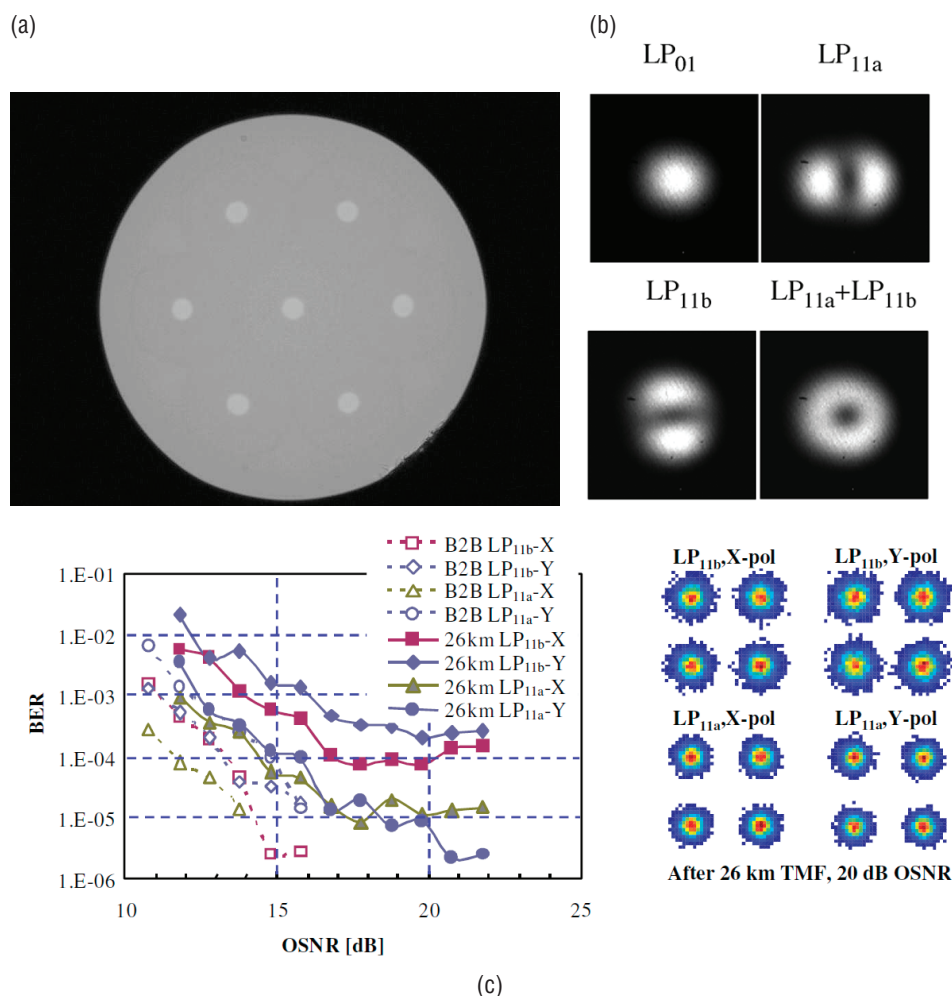 (a)
(b)
LP01
LP11a
LP11b
LP11a+LP11b
B2B LP11b-X
B2B LP11b-Y
B2B LP11a-X
B2B LP11a-Y
26km LP11b-X
26km LP11b-Y
26km LP11a-X
26km LP11a-Y
1.E-01
1.E-02
1.E-03
1.E-04
1.E-05
1.E-06
BER
10
15
20
25
OSNR [dB]
LP11b,X-pol
LP11b,Y-pol
LP11a,X-pol
LP11a,Y-pol
After 26 km TMF, 20 dB OSNR
(c)